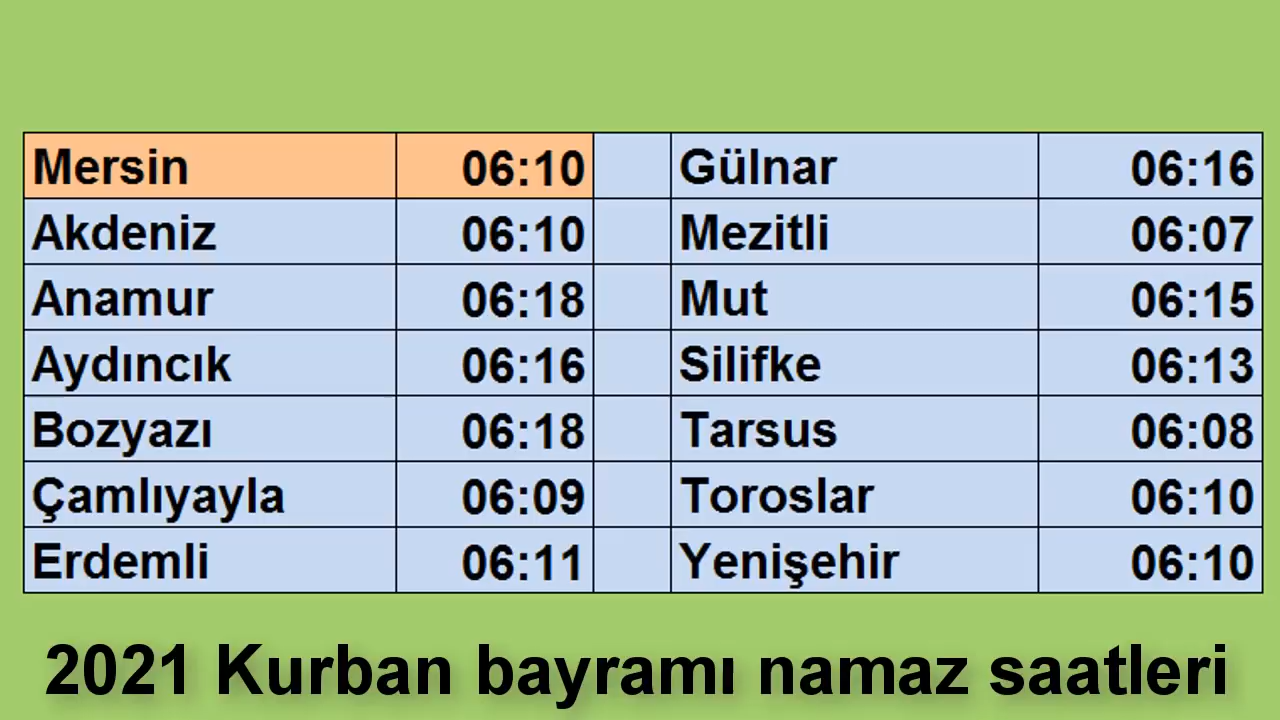 Mersin 06:10 Gülnar 06:16
Akdeniz 06:10 Mezitli 06:07
Anamur 06:18 Mut 06:15
Aydıncık 06:16 Silifke 06:13
Bozyazı 06:18 Tarsus 06:08
Çamlıyayla 06:09 Toroslar 06:10
Erdemli 06:11 Yenişehir 06:10
2021 Kurban bayramı namaz saatleri